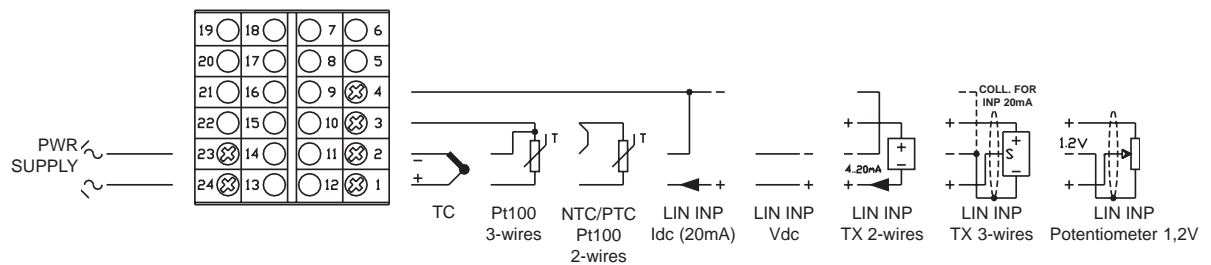 19 18 7 6
20 17 8 5
21 16 9 4
22 15 10 3
23 14 11 2
24 13 12 1
PWR
SUPPLY
TC
Pt100
3-wires
T
NTC/PTC
Pt100
2-wires
T
LIN INP
Idc (20mA)
- +
LIN INP
Vdc
- +
LIN INP
TX 2-wires
4..20mA
LIN INP
TX 3-wires
COLL. FOR
INP 20mA
S
LIN INP
Potentiometer 1,2V
1.2V